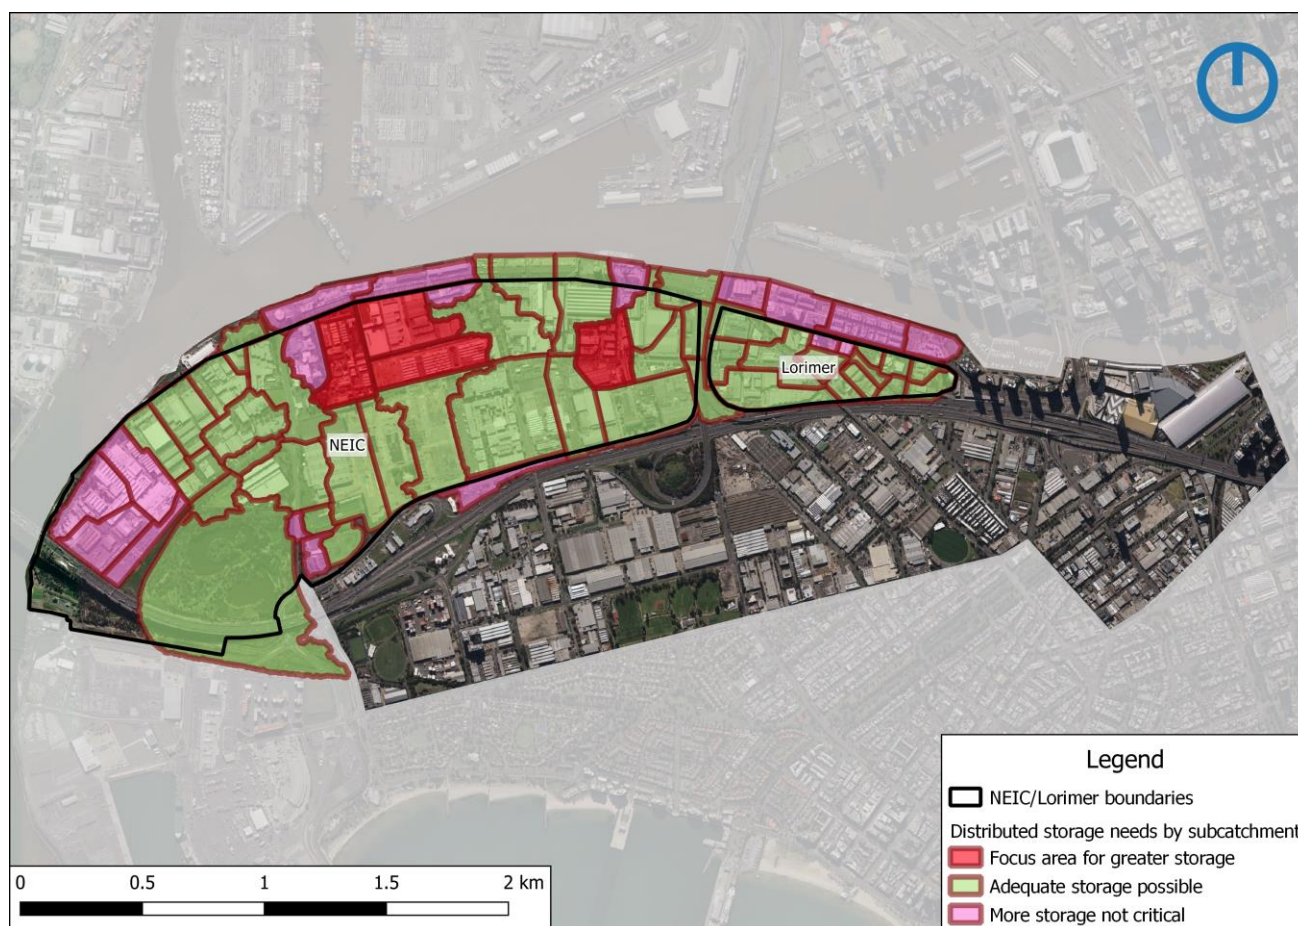 Lorimer
NEIC
Legend
NEIC/Lorimer boundaries
Distributed storage needs by subcatchment
Focus area for greater storage
Adequate storage possible
More storage not critical
0 0.5 1 1.5 2 km